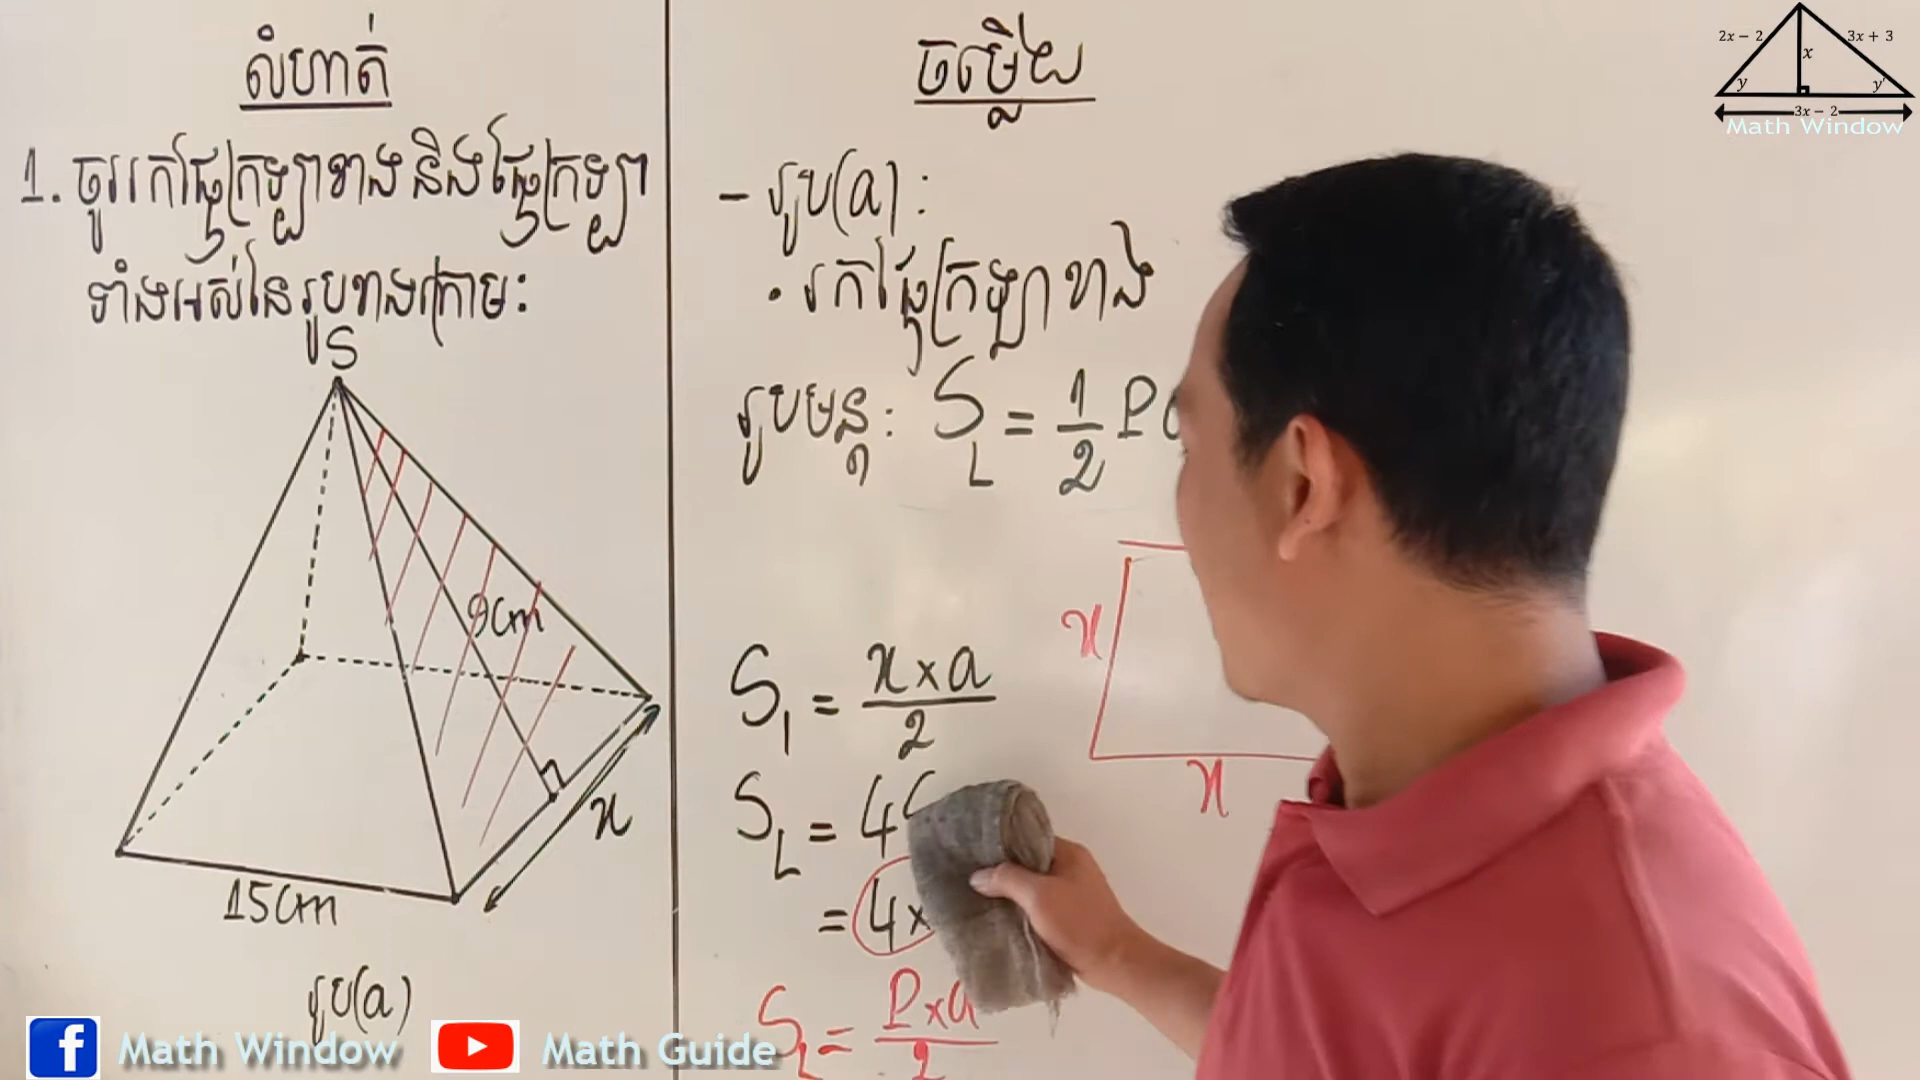 លំហាត់
1. ចូររកផ្ទៃក្រឡាខាងនិងផ្ទៃក្រឡា
ទាំងអស់នៃរូបខាងក្រោម:
S
9cm
x
15cm
រូប(a)
ចម្លើយ
- រូប(a) :
• រកផ្ទៃក្រឡាខាង
រូបមន្ត: S_L = 1/2 P
x
x
S_1 = x×a/2
S_L = 4
= 4×
S_L = P×a/2
2x − 2
3x + 3
x
y
y'
3x − 2
Math Window
Math Window
Math Guide